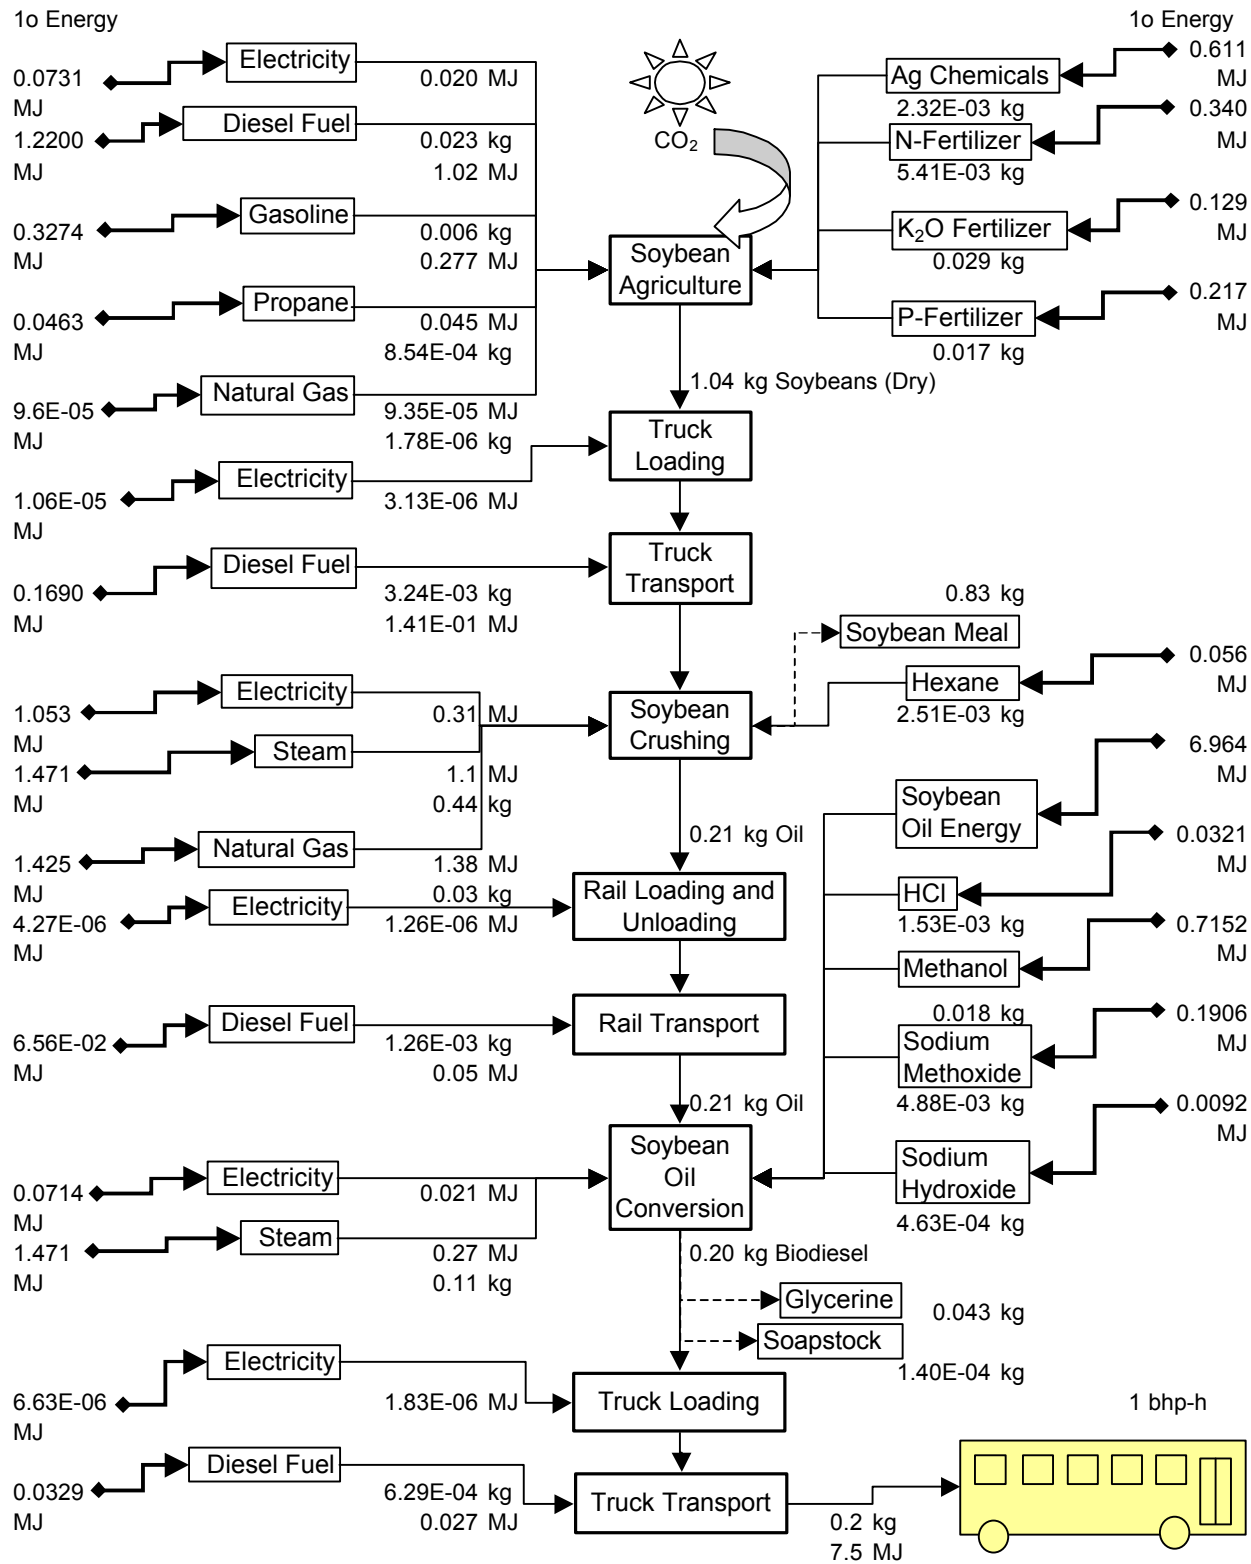 1o Energy
1o Energy
Electricity
0.0731
MJ
0.020 MJ
Diesel Fuel
1.2200
MJ
0.023 kg
1.02 MJ
Gasoline
0.3274
MJ
0.006 kg
0.277 MJ
Propane
0.0463
MJ
0.045 MJ
8.54E-04 kg
Natural Gas
9.6E-05
MJ
9.35E-05 MJ
1.78E-06 kg
CO2
Ag Chemicals
0.611
MJ
2.32E-03 kg
N-Fertilizer
0.340
MJ
5.41E-03 kg
K2O Fertilizer
0.129
MJ
0.029 kg
P-Fertilizer
0.217
MJ
0.017 kg
Soybean
Agriculture
1.04 kg Soybeans (Dry)
Electricity
1.06E-05
MJ
3.13E-06 MJ
Truck
Loading
Diesel Fuel
0.1690
MJ
3.24E-03 kg
1.41E-01 MJ
Truck
Transport
0.83 kg
Soybean Meal
Electricity
1.053
MJ
0.31 MJ
Steam
1.471
MJ
1.1 MJ
0.44 kg
Natural Gas
1.425
MJ
1.38 MJ
0.03 kg
Soybean
Crushing
Hexane
0.056
MJ
2.51E-03 kg
0.21 kg Oil
Electricity
4.27E-06
MJ
1.26E-06 MJ
Rail Loading and
Unloading
Diesel Fuel
6.56E-02
MJ
1.26E-03 kg
0.05 MJ
Rail Transport
0.21 kg Oil
Soybean
Oil Energy
6.964
MJ
HCl
0.0321
MJ
1.53E-03 kg
Methanol
0.7152
MJ
0.018 kg
Sodium
Methoxide
0.1906
MJ
4.88E-03 kg
Sodium
Hydroxide
0.0092
MJ
4.63E-04 kg
Electricity
0.0714
MJ
0.021 MJ
Steam
1.471
MJ
0.27 MJ
0.11 kg
Soybean
Oil
Conversion
0.20 kg Biodiesel
Glycerine
0.043 kg
Soapstock
1.40E-04 kg
Electricity
6.63E-06
MJ
1.83E-06 MJ
Truck Loading
Diesel Fuel
0.0329
MJ
6.29E-04 kg
0.027 MJ
Truck Transport
0.2 kg
7.5 MJ
1 bhp-h